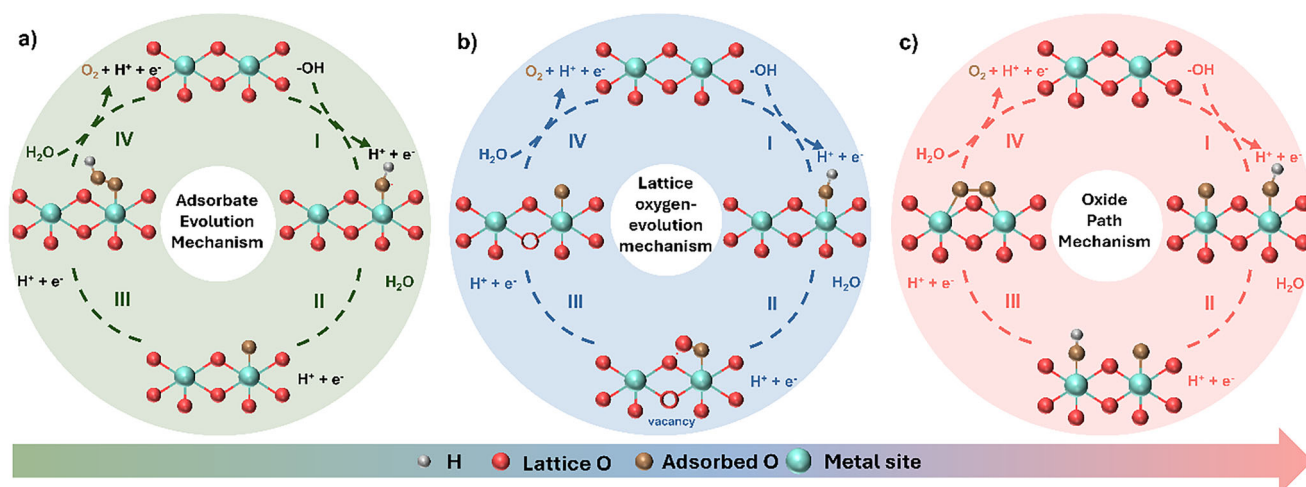 a)
O₂ + H⁺ + e⁻
-OH
IV
I
H₂O
H⁺ + e⁻
Adsorbate
Evolution
Mechanism
H⁺ + e⁻
H₂O
III
II
H⁺ + e⁻
b)
O₂ + H⁺ + e⁻
-OH
IV
I
H₂O
H⁺ + e⁻
Lattice
oxygen-
evolution
mechanism
H⁺ + e⁻
H₂O
III
II
H⁺ + e⁻
vacancy
c)
O₂ + H⁺ + e⁻
-OH
IV
I
H₂O
H⁺ + e⁻
Oxide
Path
Mechanism
H⁺ + e⁻
H₂O
III
II
H⁺ + e⁻
H Lattice O Adsorbed O Metal site